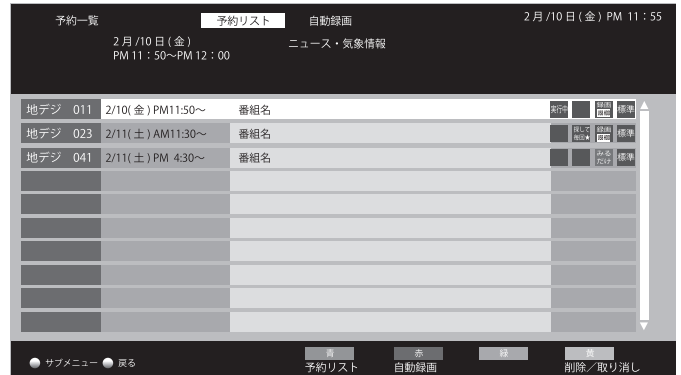 予約一覧 予約リスト 自動録画 2月/10日(金) PM 11:55
2月/10日(金) ニュース・気象情報
PM 11:50〜PM 12:00
地デジ 011 2/10(金) PM11:50〜 番組名 実行中 録画 標準
地デジ 023 2/11(土) AM11:30〜 番組名 探して 録画 標準
地デジ 041 2/11(土) PM 4:30〜 番組名 みるだけ 標準
青 赤 緑 黄
サブメニュー 戻る 予約リスト 自動録画 削除/取り消し